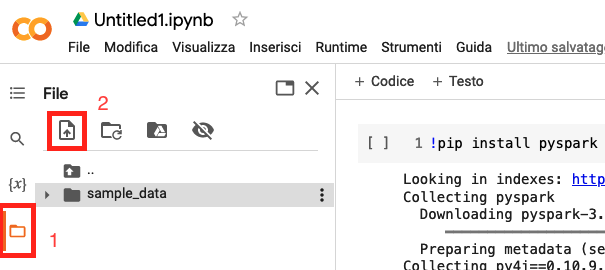 Untitled1.ipynb
File Modifica Visualizza Inserisci Runtime Strumenti Guida Ultimo salvatag
File
+ Codice + Testo
2
[ ] 1 !pip install pyspark
..
{x}
sample_data
1
Looking in indexes: http
Collecting pyspark
Downloading pyspark-3.
Preparing metadata (se
Collecting py4j==0.10.9.